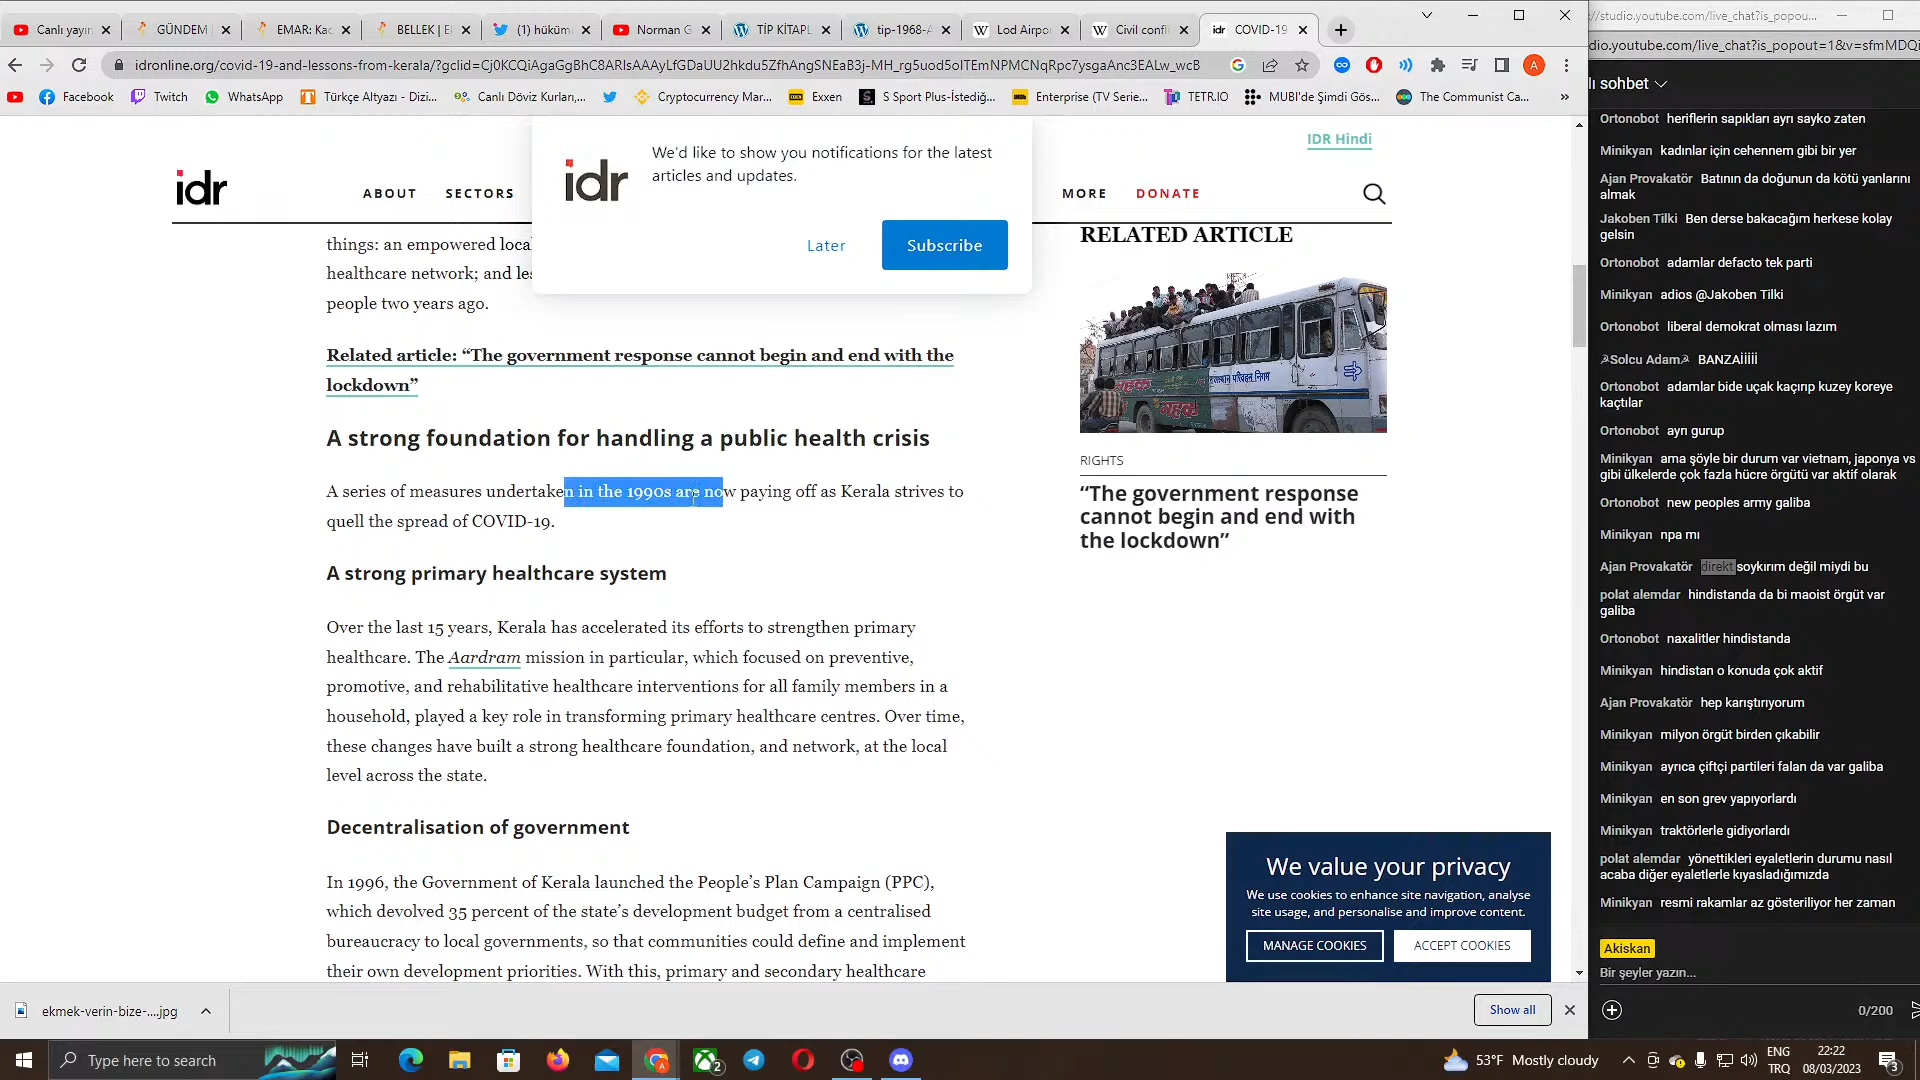 Canlı yayın
GÜNDEM
EMAR: Kac
BELLEK | E
(1) hüküm
Norman G
TİP KİTAPL
tip-1968-A
Lod Airpo
Civil confl
idr
COVID-19
/studio.youtube.com/live_chat?is_popou...
idronline.org/covid-19-and-lessons-from-kerala/?gclid=Cj0KCQiAgaGgBhC8ARIsAAAyLfGDaUU2hkdu5ZfhAngSNEaB3j-MH_rg5uod5oITEmNPMCNqRpc7ysgaAnc3EALw_wcB
A
dio.youtube.com/live_chat?is_popout=1&v=sfmMDQi
Facebook
Twitch
WhatsApp
Türkçe Altyazı - Dizi...
Canlı Döviz Kurları,...
Cryptocurrency Mar...
Exxen
S Sport Plus-İstediğ...
Enterprise (TV Serie...
TETR.IO
MUBI'de Şimdi Gös...
The Communist Ca...
»
lı sohbet
idr
ABOUT
SECTORS
We'd like to show you notifications for the latest
articles and updates.
idr
Later
Subscribe
IDR Hindi
MORE
DONATE
things: an empowered loca
healthcare network; and les
people two years ago.
Related article: “The government response cannot begin and end with the
lockdown”
A strong foundation for handling a public health crisis
A series of measures undertaken in the 1990s are now paying off as Kerala strives to
quell the spread of COVID-19.
A strong primary healthcare system
Over the last 15 years, Kerala has accelerated its efforts to strengthen primary
healthcare. The Aardram mission in particular, which focused on preventive,
promotive, and rehabilitative healthcare interventions for all family members in a
household, played a key role in transforming primary healthcare centres. Over time,
these changes have built a strong healthcare foundation, and network, at the local
level across the state.
Decentralisation of government
In 1996, the Government of Kerala launched the People’s Plan Campaign (PPC),
which devolved 35 percent of the state’s development budget from a centralised
bureaucracy to local governments, so that communities could define and implement
their own development priorities. With this, primary and secondary healthcare
RELATED ARTICLE
RIGHTS
“The government response
cannot begin and end with
the lockdown”
We value your privacy
We use cookies to enhance site navigation, analyse
site usage, and personalise and improve content.
MANAGE COOKIES
ACCEPT COOKIES
Ortonobot heriflerin sapıkları ayrı sayko zaten
Minikyan kadınlar için cehennem gibi bir yer
Ajan Provakatör Batının da doğunun da kötü yanlarını
almak
Jakoben Tilki Ben derse bakacağım herkese kolay
gelsin
Ortonobot adamlar defacto tek parti
Minikyan adios @Jakoben Tilki
Ortonobot liberal demokrat olması lazım
☭Solcu Adam☭ BANZAİİİİİ
Ortonobot adamlar bide uçak kaçırıp kuzey koreye
kaçtılar
Ortonobot ayrı gurup
Minikyan ama şöyle bir durum var vietnam, japonya vs
gibi ülkelerde çok fazla hücre örgütü var aktif olarak
Ortonobot new peoples army galiba
Minikyan npa mı
Ajan Provakatör direkt soykırım değil miydi bu
polat alemdar hindistanda da bi maoist örgüt var
galiba
Ortonobot naxalitler hindistanda
Minikyan hindistan o konuda çok aktif
Ajan Provakatör hep karıştırıyorum
Minikyan milyon örgüt birden çıkabilir
Minikyan ayrıca çiftçi partileri falan da var galiba
Minikyan en son grev yapıyorlardı
Minikyan traktörlerle gidiyorlardı
polat alemdar yönettikleri eyaletlerin durumu nasıl
acaba diğer eyaletlerle kıyasladığımızda
Minikyan resmi rakamlar az gösteriliyor her zaman
Akiskan
Bir şeyler yazın...
0/200
ekmek-verin-bize-....jpg
Show all
Type here to search
2
53°F Mostly cloudy
ENG
TRQ
22:22
08/03/2023
3